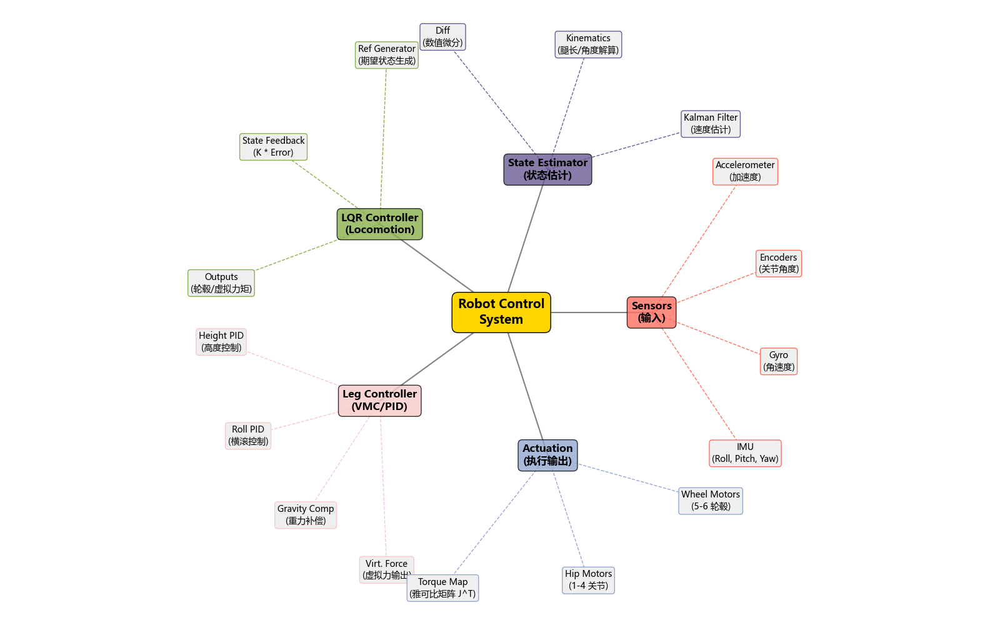 Diff
(数值微分)
Kinematics
(腿长/角度解算)
Ref Generator
(期望状态生成)
Kalman Filter
(速度估计)
State Feedback
(K * Error)
State Estimator
(状态估计)
Accelerometer
(加速度)
LQR Controller
(Locomotion)
Encoders
(关节角度)
Outputs
(轮毂/虚拟力矩)
Robot Control
System
Sensors
(输入)
Height PID
(高度控制)
Gyro
(角速度)
Leg Controller
(VMC/PID)
Roll PID
(横滚控制)
Actuation
(执行输出)
IMU
(Roll, Pitch, Yaw)
Wheel Motors
(5-6 轮毂)
Gravity Comp
(重力补偿)
Virt. Force
(虚拟力输出)
Torque Map
(雅可比矩阵 J^T)
Hip Motors
(1-4 关节)